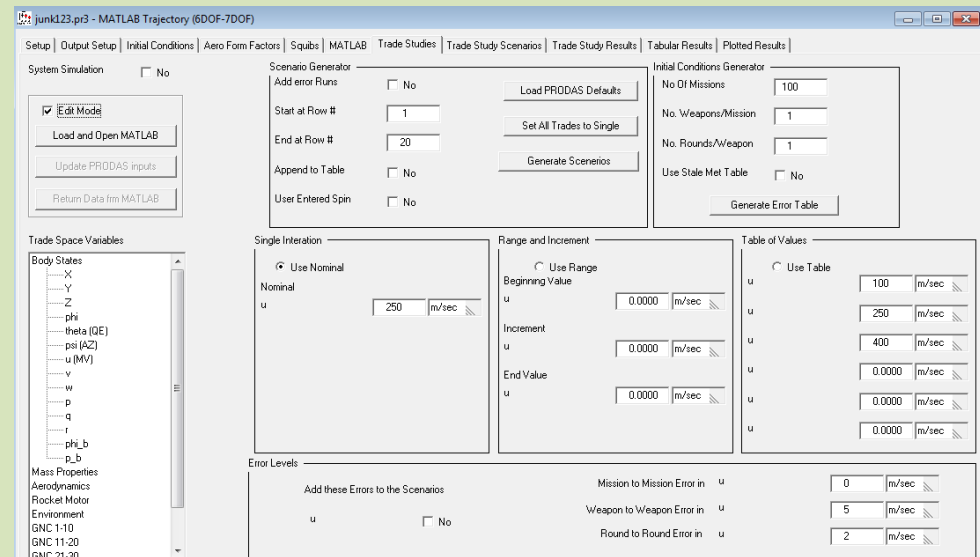 junk123.pr3 - MATLAB Trajectory (6DOF-7DOF)
Setup | Output Setup | Initial Conditions | Aero Form Factors | Squibs | MATLAB | Trade Studies | Trade Study Scenarios | Trade Study Results | Tabular Results | Plotted Results
System Simulation No
Edit Mode
Load and Open MATLAB
Update PRODAS inputs
Return Data frm MATLAB
Scenario Generator
Add error Runs No
Start at Row # 1
End at Row # 20
Append to Table No
User Entered Spin No
Load PRODAS Defaults
Set All Trades to Single
Generate Scenerios
Initial Conditions Generator
No Of Missions 100
No. Weapons/Mission 1
No. Rounds/Weapon 1
Use Stale Met Table No
Generate Error Table
Trade Space Variables
Body States
X
Y
Z
phi
theta (QE)
psi (AZ)
u (MV)
v
w
p
q
r
phi_b
p_b
Mass Properties
Aerodynamics
Rocket Motor
Environment
GNC 1-10
GNC 11-20
GNC 21-30
Single Interation
Use Nominal
Nominal
u 250 m/sec
Range and Increment
Use Range
Beginning Value
u 0.0000 m/sec
Increment
u 0.0000 m/sec
End Value
u 0.0000 m/sec
Table of Values
Use Table
u 100 m/sec
u 250 m/sec
u 400 m/sec
u 0.0000 m/sec
u 0.0000 m/sec
u 0.0000 m/sec
Error Levels
Add these Errors to the Scenarios
u No
Mission to Mission Error in u 0 m/sec
Weapon to Weapon Error in u 5 m/sec
Round to Round Error in u 2 m/sec